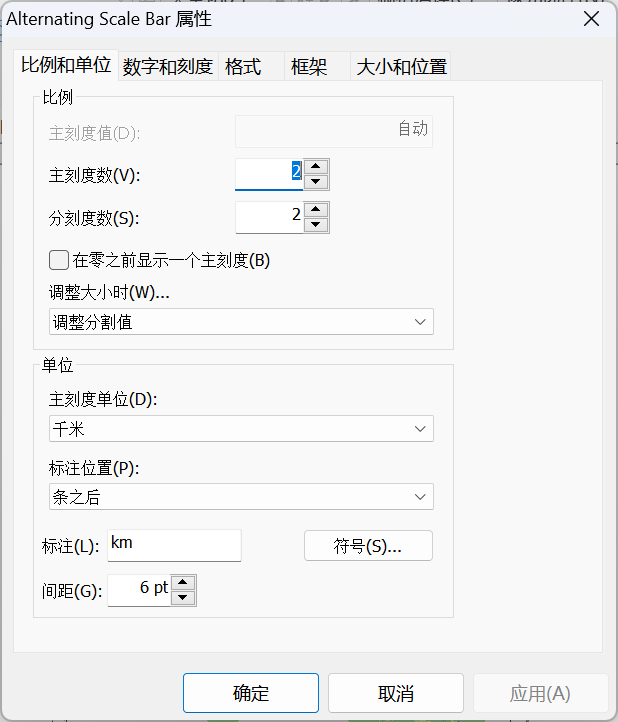 Alternating Scale Bar 属性
比例和单位 数字和刻度 格式 框架 大小和位置
比例
主刻度值(D): 自动
主刻度数(V): 2
分刻度数(S): 2
在零之前显示一个主刻度(B)
调整大小时(W)...
调整分割值
单位
主刻度单位(D):
千米
标注位置(P):
条之后
标注(L): km 符号(S)...
间距(G): 6 pt
确定 取消 应用(A)